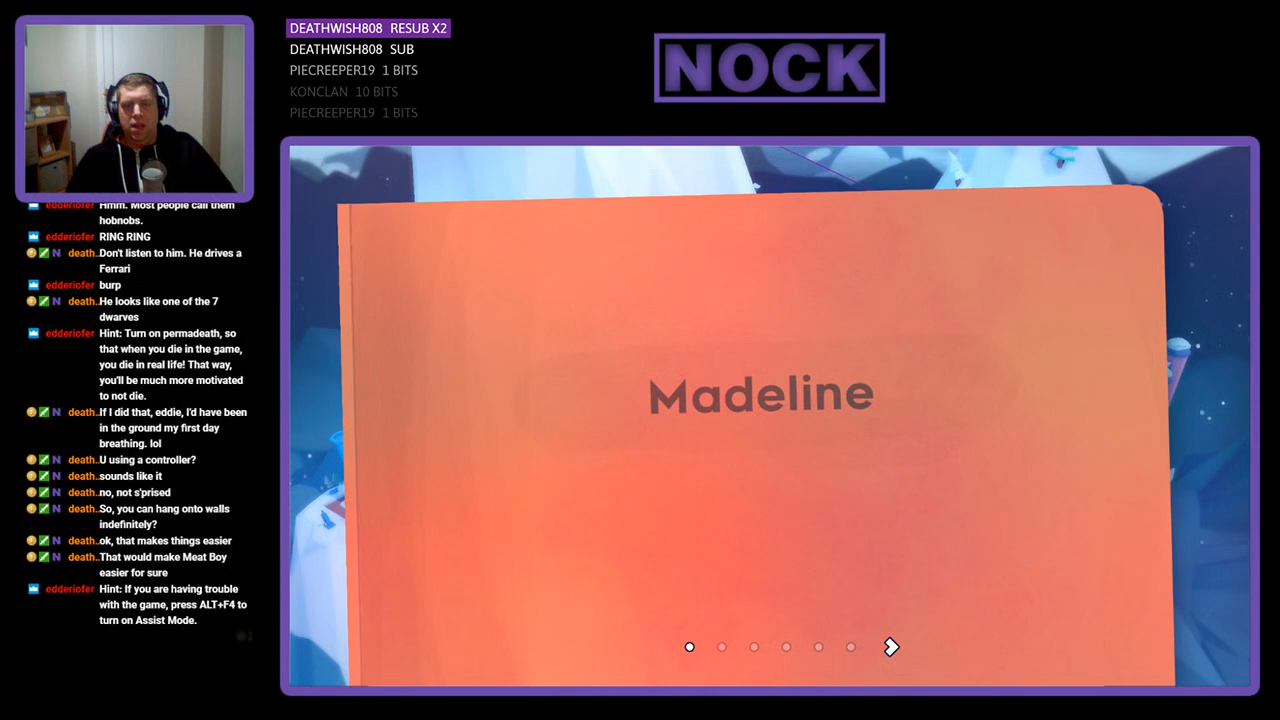 DEATHWISH808 RESUB X2
DEATHWISH808 SUB
PIECREEPER19 1 BITS
KONCLAN 10 BITS
PIECREEPER19 1 BITS
NOCK
edderiofer Hmm. Most people call them
hobnobs.
edderiofer RING RING
N death.. Don't listen to him. He drives a
Ferrari
edderiofer burp
N death.. He looks like one of the 7
dwarves
edderiofer Hint: Turn on permadeath, so
that when you die in the game,
you die in real life! That way,
you'll be much more motivated
to not die.
N death.. If I did that, eddie, I'd have been
in the ground my first day
breathing. lol
N death.. U using a controller?
N death.. sounds like it
N death.. no, not s'prised
N death.. So, you can hang onto walls
indefinitely?
N death.. ok, that makes things easier
N death.. That would make Meat Boy
easier for sure
edderiofer Hint: If you are having trouble
with the game, press ALT+F4 to
turn on Assist Mode.
Madeline